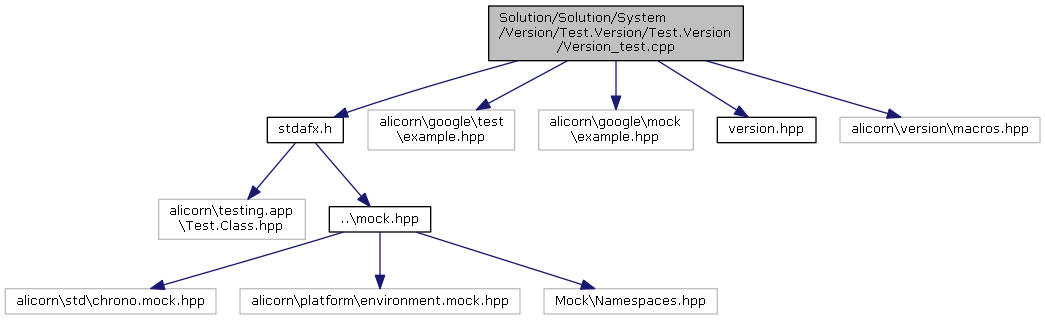 Solution/Solution/System
/Version/Test.Version/Test.Version
/Version_test.cpp
stdafx.h
alicorn\google\test
\example.hpp
alicorn\google\mock
\example.hpp
version.hpp
alicorn\version\macros.hpp
alicorn\testing.app
\Test.Class.hpp
..\mock.hpp
alicorn\std\chrono.mock.hpp
alicorn\platform\environment.mock.hpp
Mock\Namespaces.hpp